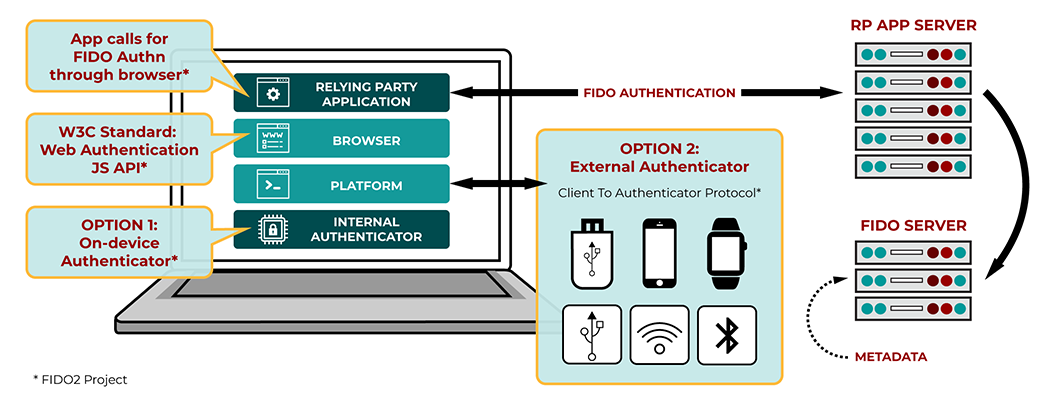 App calls for
FIDO Authn
through browser*
W3C Standard:
Web Authentication
JS API*
OPTION 1:
On-device
Authenticator*
RELYING PARTY
APPLICATION
WWW
BROWSER
PLATFORM
INTERNAL
AUTHENTICATOR
FIDO AUTHENTICATION
OPTION 2:
External Authenticator
Client To Authenticator Protocol*
RP APP SERVER
FIDO SERVER
METADATA
* FIDO2 Project